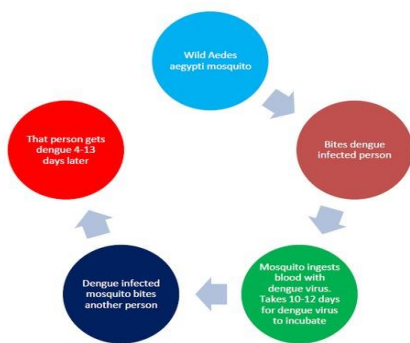 Wild Aedes
aegypti mosquito
Bites dengue
infected person
Mosquito ingests
blood with
dengue virus.
Takes 10-12 days
for dengue virus
to incubate
Dengue infected
mosquito bites
another person
That person gets
dengue 4-13
days later